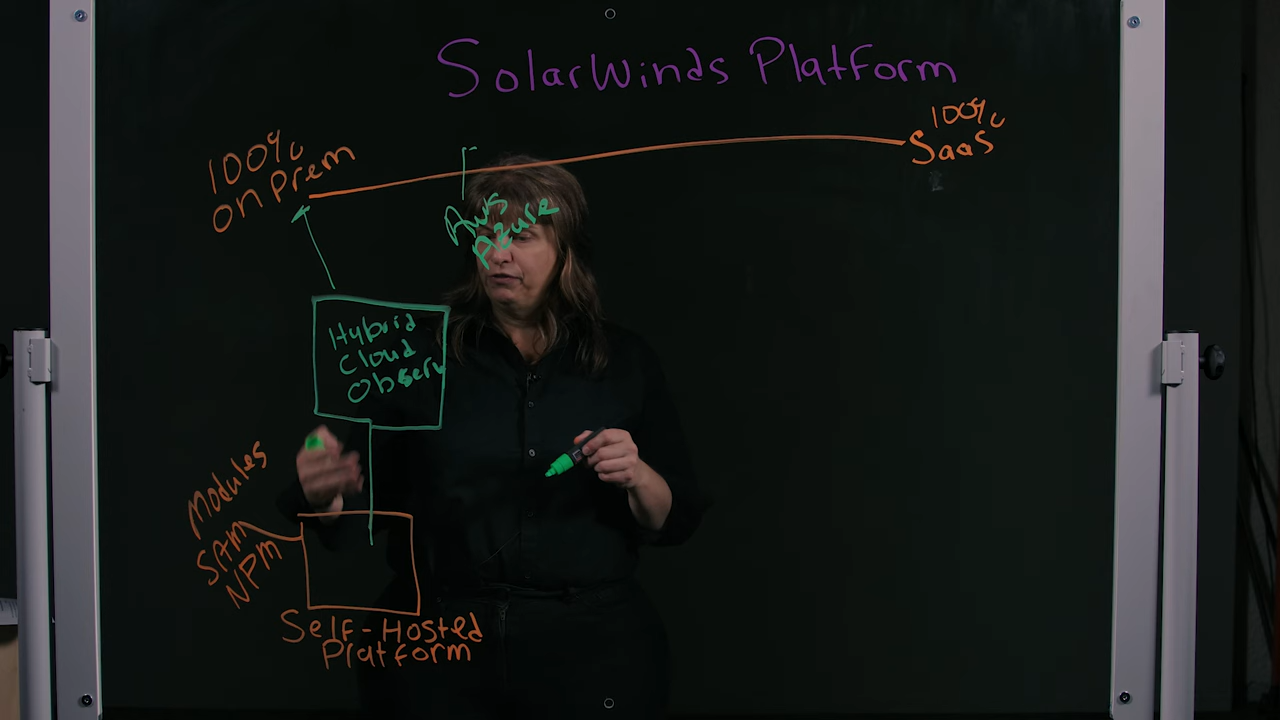 SolarWinds Platform
100%
SaaS
100%
on Prem
AWS
Azure
Hybrid
Cloud
Observ
Modules
SAM
NPM
Self-Hosted
Platform